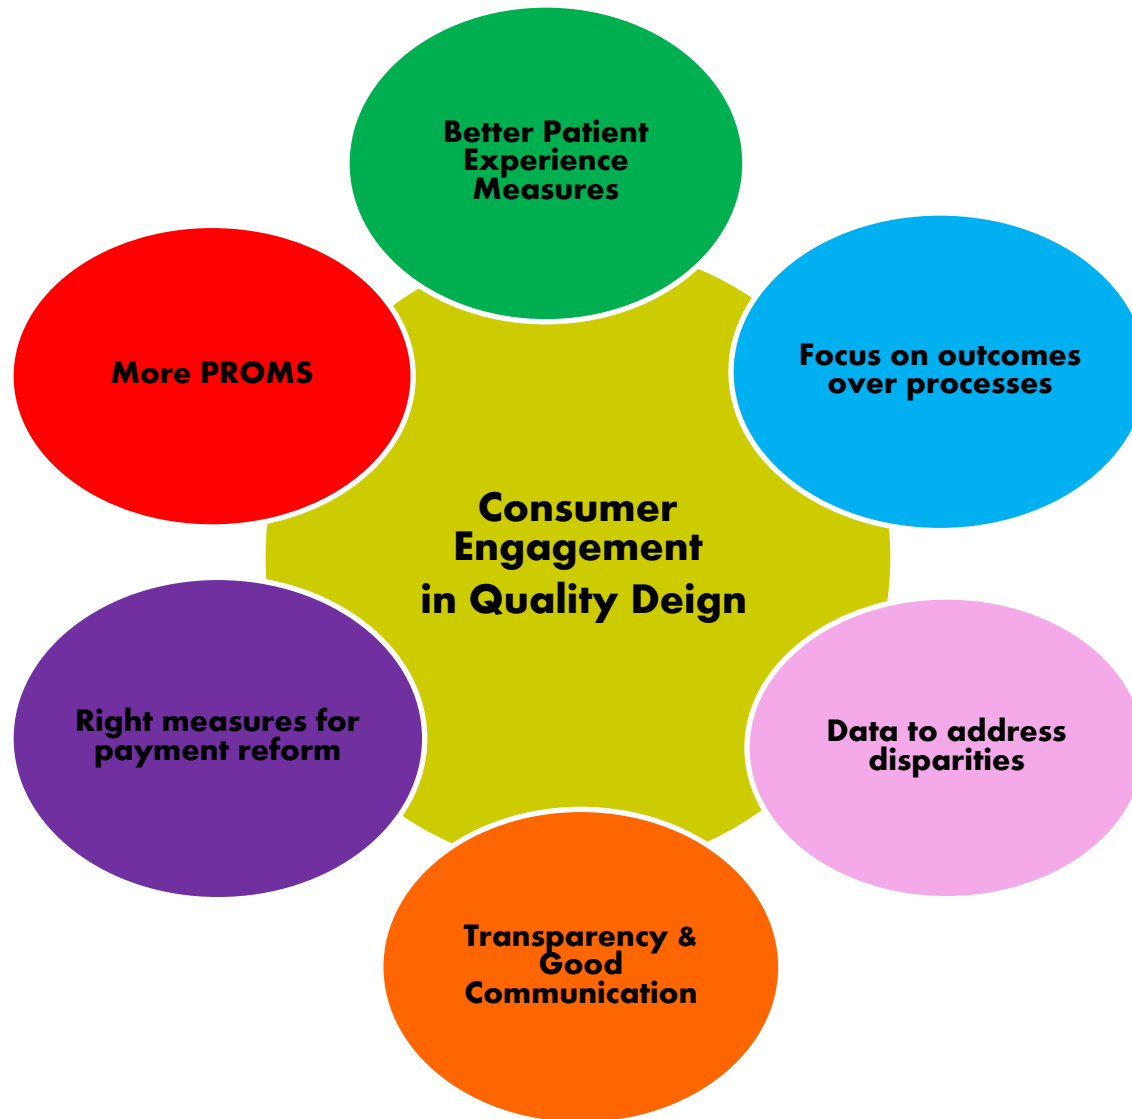 Better Patient
Experience
Measures
More PROMS
Focus on outcomes
over processes
Consumer
Engagement
in Quality Deign
Right measures for
payment reform
Data to address
disparities
Transparency &
Good
Communication